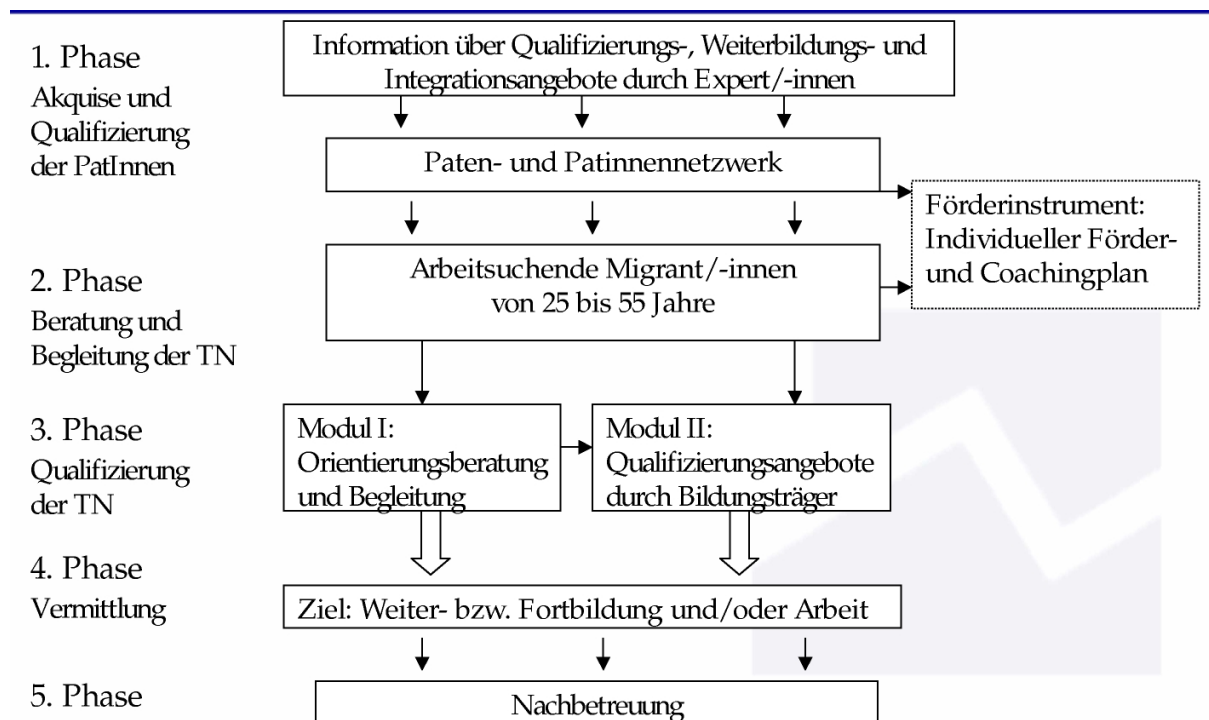 1. Phase
Akquise und
Qualifizierung
der PatInnen
Information über Qualifizierungs-, Weiterbildungs- und
Integrationsangebote durch Expert/-innen
Paten- und Patinnennetzwerk
Förderinstrument:
Individueller Förder-
und Coachingplan
2. Phase
Beratung und
Begleitung der TN
Arbeitsuchende Migrant/-innen
von 25 bis 55 Jahre
3. Phase
Qualifizierung
der TN
Modul I:
Orientierungsberatung
und Begleitung
Modul II:
Qualifizierungsangebote
durch Bildungsträger
4. Phase
Vermittlung
Ziel: Weiter- bzw. Fortbildung und/oder Arbeit
5. Phase
Nachbetreuung